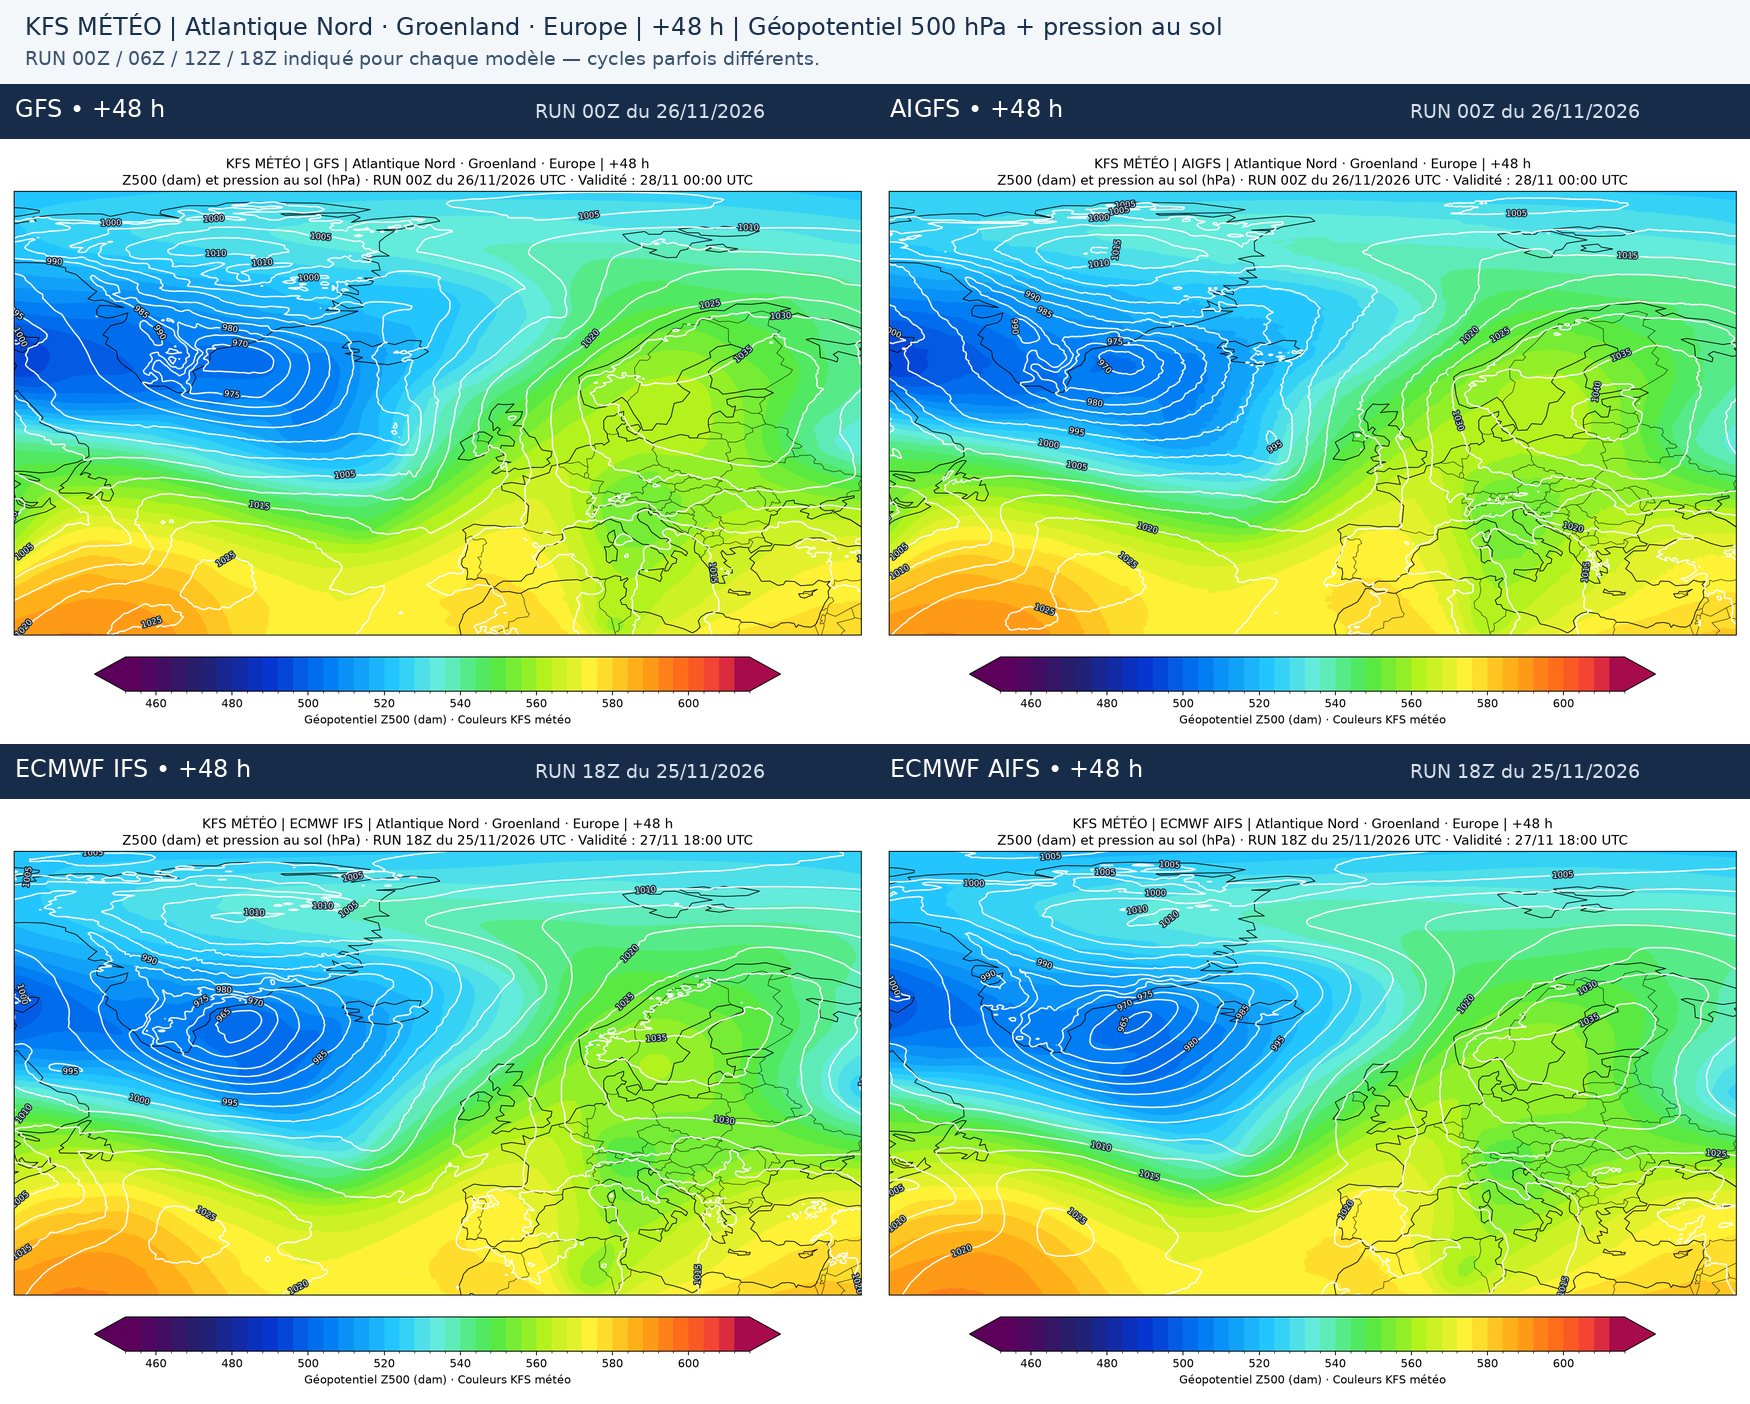 KFS MÉTÉO | Atlantique Nord · Groenland · Europe | +48 h | Géopotentiel 500 hPa + pression au sol
RUN 00Z / 06Z / 12Z / 18Z indiqué pour chaque modèle — cycles parfois différents.
GFS • +48 h
RUN 00Z du 26/11/2026
AIGFS • +48 h
RUN 00Z du 26/11/2026
KFS MÉTÉO | GFS | Atlantique Nord · Groenland · Europe | +48 h
Z500 (dam) et pression au sol (hPa) · RUN 00Z du 26/11/2026 UTC · Validité : 28/11 00:00 UTC
KFS MÉTÉO | AIGFS | Atlantique Nord · Groenland · Europe | +48 h
Z500 (dam) et pression au sol (hPa) · RUN 00Z du 26/11/2026 UTC · Validité : 28/11 00:00 UTC
460 480 500 520 540 560 580 600
Géopotentiel Z500 (dam) · Couleurs KFS météo
460 480 500 520 540 560 580 600
Géopotentiel Z500 (dam) · Couleurs KFS météo
ECMWF IFS • +48 h
RUN 18Z du 25/11/2026
ECMWF AIFS • +48 h
RUN 18Z du 25/11/2026
KFS MÉTÉO | ECMWF IFS | Atlantique Nord · Groenland · Europe | +48 h
Z500 (dam) et pression au sol (hPa) · RUN 18Z du 25/11/2026 UTC · Validité : 27/11 18:00 UTC
KFS MÉTÉO | ECMWF AIFS | Atlantique Nord · Groenland · Europe | +48 h
Z500 (dam) et pression au sol (hPa) · RUN 18Z du 25/11/2026 UTC · Validité : 27/11 18:00 UTC
460 480 500 520 540 560 580 600
Géopotentiel Z500 (dam) · Couleurs KFS météo
460 480 500 520 540 560 580 600
Géopotentiel Z500 (dam) · Couleurs KFS météo